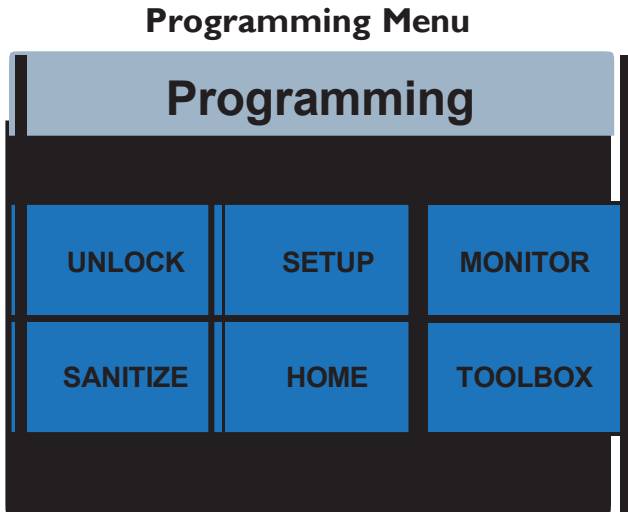 Programming Menu
Programming
UNLOCK SETUP MONITOR
SANITIZE HOME TOOLBOX